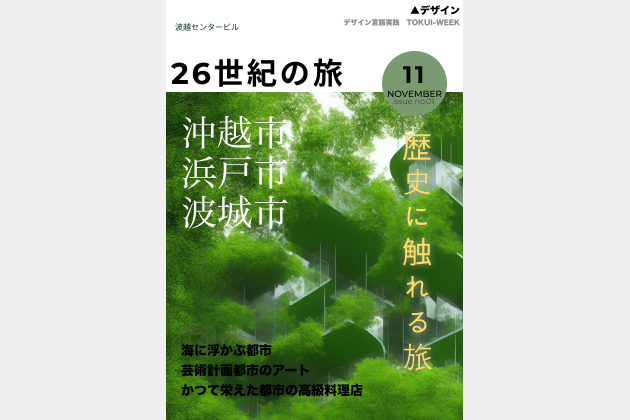 ▲デザイン
デザイン言語実践 TOKUI-WEEK
波越センタービル
26世紀の旅
11
NOVEMBER
issue no.01
沖越市
浜戸市
波城市
歴史に触れる旅
海に浮かぶ都市
芸術計画都市のアート
かつて栄えた都市の高級料理店